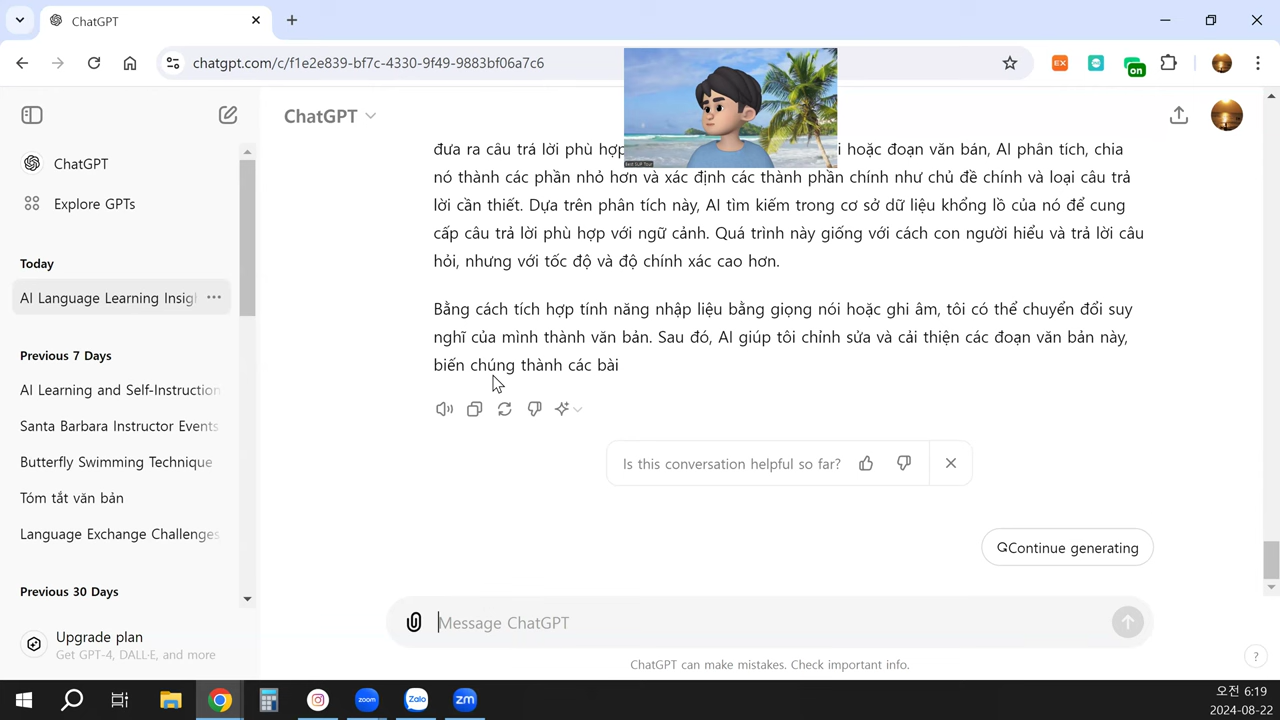 ChatGPT
chatgpt.com/c/f1e2e839-bf7c-4330-9f49-9883bf06a7c6
EX
on
ChatGPT
ChatGPT
Explore GPTs
Today
AI Language Learning Insig
Previous 7 Days
AI Learning and Self-Instruction
Santa Barbara Instructor Events
Butterfly Swimming Technique
Tóm tắt văn bản
Language Exchange Challenges
Previous 30 Days
Upgrade plan
Get GPT-4, DALL·E, and more
đưa ra câu trả lời phù hợp hoặc đoạn văn bản, AI phân tích, chia
nó thành các phần nhỏ hơn và xác định các thành phần chính như chủ đề chính và loại câu trả
lời cần thiết. Dựa trên phân tích này, AI tìm kiếm trong cơ sở dữ liệu khổng lồ của nó để cung
cấp câu trả lời phù hợp với ngữ cảnh. Quá trình này giống với cách con người hiểu và trả lời câu
hỏi, nhưng với tốc độ và độ chính xác cao hơn.
Bằng cách tích hợp tính năng nhập liệu bằng giọng nói hoặc ghi âm, tôi có thể chuyển đổi suy
nghĩ của mình thành văn bản. Sau đó, AI giúp tôi chỉnh sửa và cải thiện các đoạn văn bản này,
biến chúng thành các bài
Is this conversation helpful so far?
Continue generating
Message ChatGPT
ChatGPT can make mistakes. Check important info.
?
zoom
Zalo
zm
오전 6:19
2024-08-22